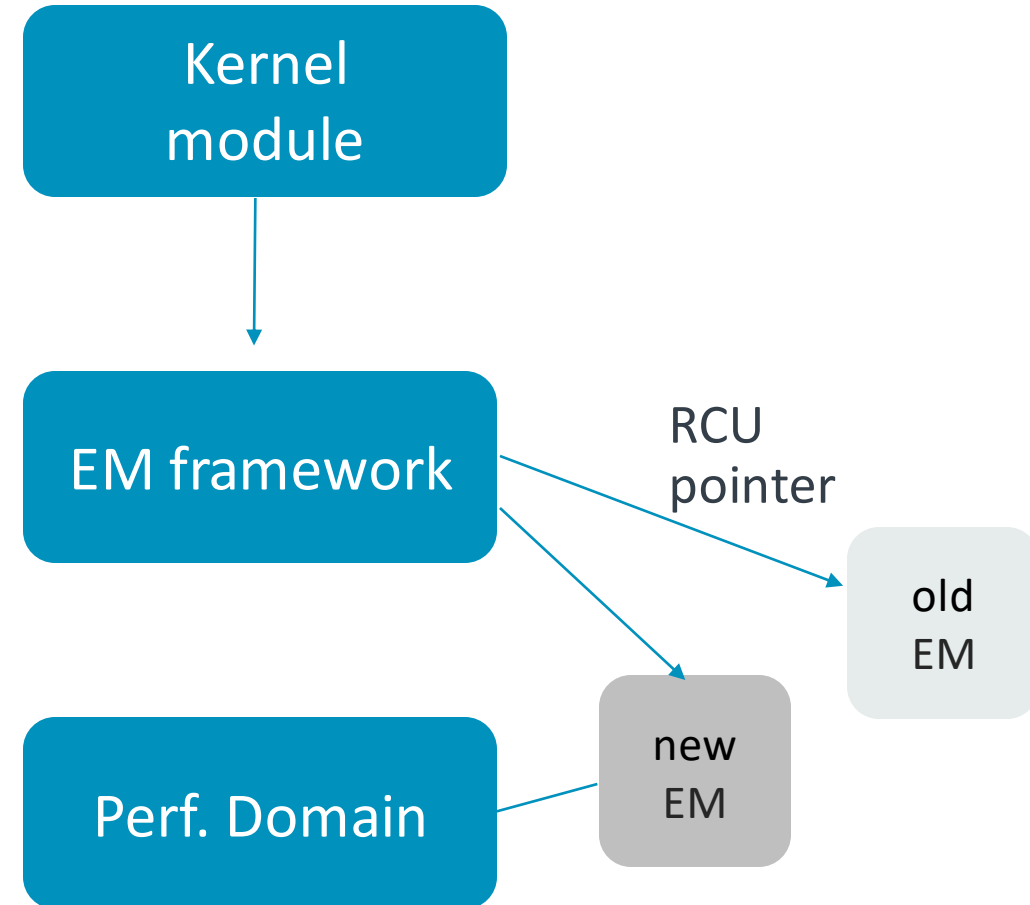 Kernel
module
EM framework
RCU
pointer
old
EM
new
EM
Perf. Domain